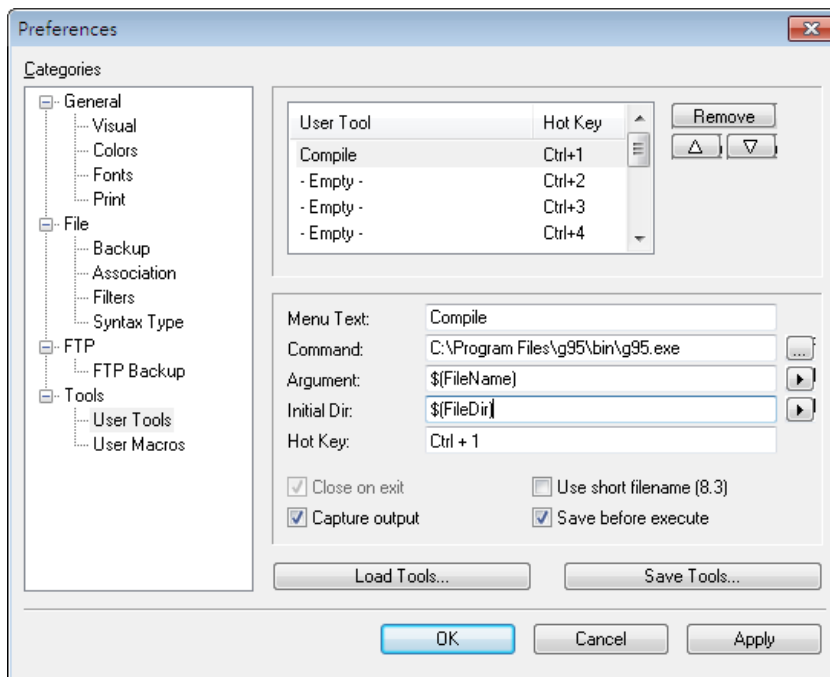 Preferences
Categories
General
Visual
Colors
Fonts
Print
File
Backup
Association
Filters
Syntax Type
FTP
FTP Backup
Tools
User Tools
User Macros
User Tool Hot Key
Compile Ctrl+1
- Empty - Ctrl+2
- Empty - Ctrl+3
- Empty - Ctrl+4
Remove
Menu Text: Compile
Command: C:\Program Files\g95\bin\g95.exe
...
Argument: $(FileName)
Initial Dir: $(FileDir)
Hot Key: Ctrl + 1
Close on exit Use short filename (8.3)
Capture output Save before execute
Load Tools... Save Tools...
OK Cancel Apply